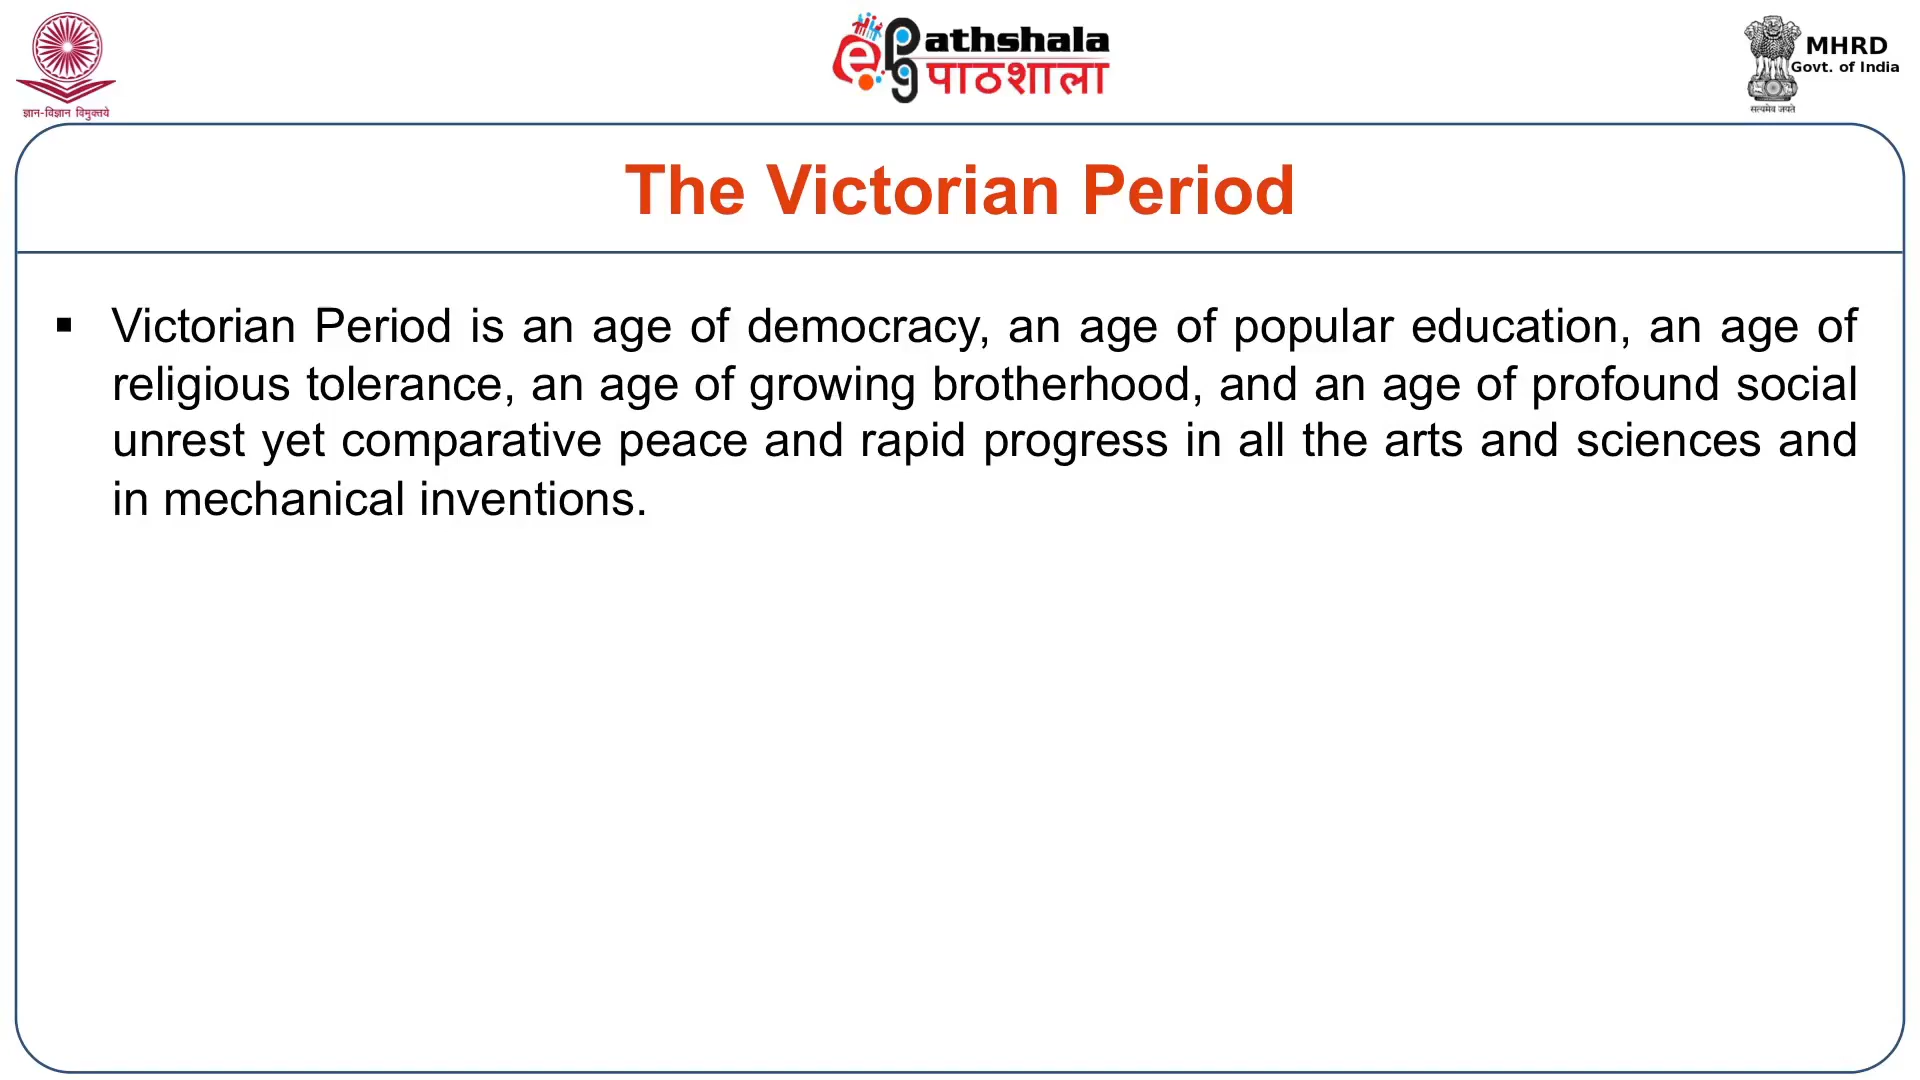 ज्ञान-विज्ञान विमुक्तये
e PG athshala
पाठशाला
MHRD
Govt. of India
सत्यमेव जयते
The Victorian Period
▪ Victorian Period is an age of democracy, an age of popular education, an age of
religious tolerance, an age of growing brotherhood, and an age of profound social
unrest yet comparative peace and rapid progress in all the arts and sciences and
in mechanical inventions.